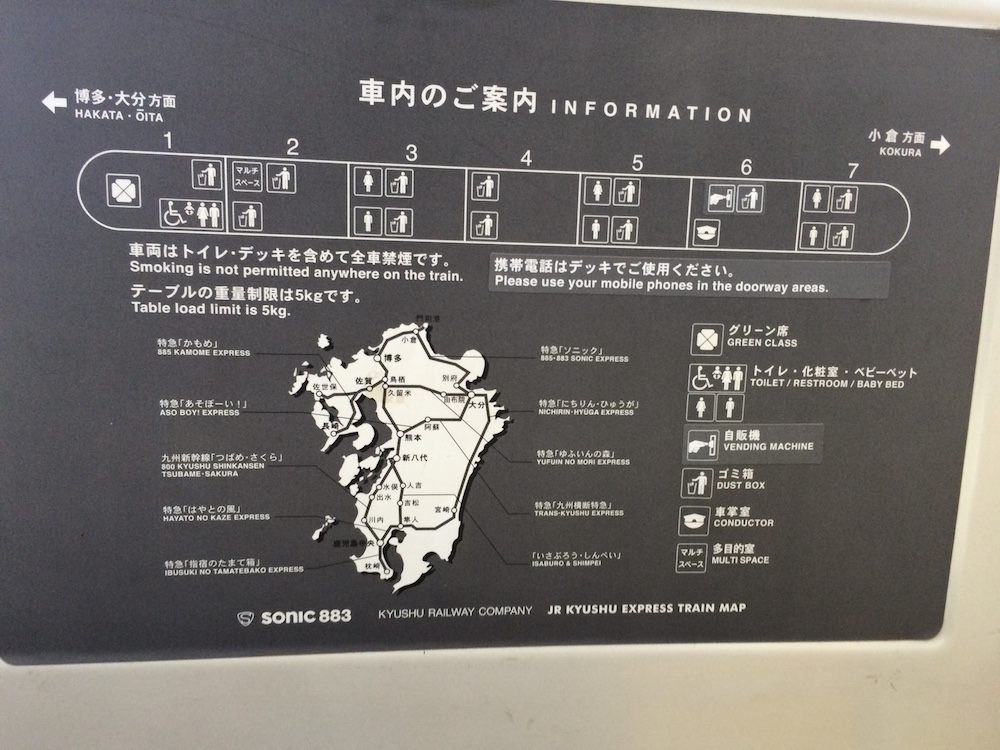 車内のご案内 INFORMATION
博多・大分方面
HAKATA・ŌITA
小倉方面
KOKURA
1 2 3 4 5 6 7
マルチ
スペース
車両はトイレ・デッキを含めて全車禁煙です。
Smoking is not permitted anywhere on the train.
テーブルの重量制限は5kgです。
Table load limit is 5kg.
携帯電話はデッキでご使用ください。
Please use your mobile phones in the doorway areas.
特急「かもめ」
885 KAMOME EXPRESS
特急「あそぼーい!」
ASO BOY! EXPRESS
九州新幹線「つばめ・さくら」
800 KYUSHU SHINKANSEN
TSUBAME・SAKURA
特急「はやとの風」
HAYATO NO KAZE EXPRESS
特急「指宿のたまて箱」
IBUSUKI NO TAMATEBAKO EXPRESS
門司港
小倉
博多
佐賀
鳥栖
久留米
佐世保
長崎
別府
由布院
大分
阿蘇
熊本
新八代
水俣
人吉
出水
吉松
宮崎
川内
隼人
鹿児島中央
枕崎
特急「ソニック」
885・883 SONIC EXPRESS
特急「にちりん・ひゅうが」
NICHIRIN・HYŪGA EXPRESS
特急「ゆふいんの森」
YUFUIN NO MORI EXPRESS
特急「九州横断特急」
TRANS-KYUSHU EXPRESS
「いさぶろう・しんぺい」
ISABURO & SHIMPEI
グリーン席
GREEN CLASS
トイレ・化粧室・ベビーベット
TOILET / RESTROOM / BABY BED
自販機
VENDING MACHINE
ゴミ箱
DUST BOX
車掌室
CONDUCTOR
マルチ
スペース
多目的室
MULTI SPACE
SONIC 883 KYUSHU RAILWAY COMPANY JR KYUSHU EXPRESS TRAIN MAP